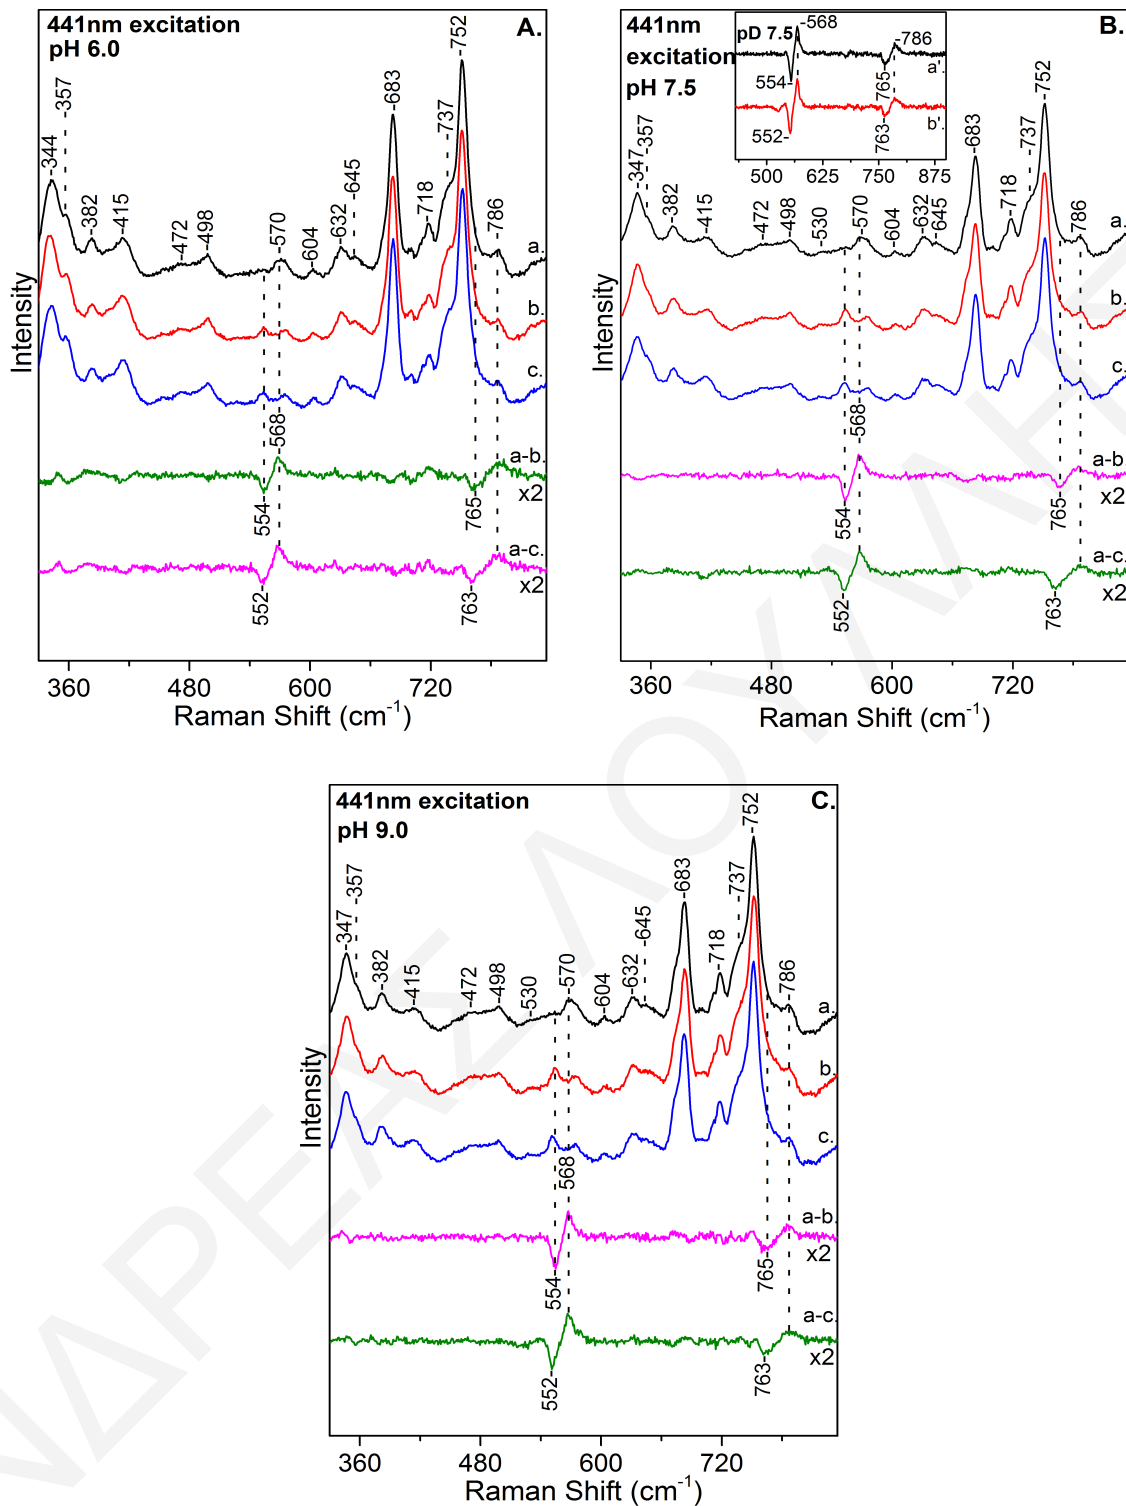 441nm excitation
pH 6.0
A.
344
357
382
415
472
498
570
604
632
645
683
718
737
752
786
a.
b.
c.
554
568
765
a-b.
x2
552
763
a-c.
x2
Intensity
360 480 600 720
Raman Shift (cm-1)
441nm
excitation
pH 7.5
B.
pD 7.5
568
786
a'.
554
765
b'.
552
763
500 625 750 875
347
357
382
415
472
498
530
570
604
632
645
683
718
737
752
786
a.
b.
c.
568
554
765
a-b
x2
552
763
a-c.
x2
Intensity
360 480 600 720
Raman Shift (cm-1)
441nm excitation
pH 9.0
C.
347
357
382
415
472
498
530
570
604
632
645
683
718
737
752
786
a.
b.
c.
568
554
765
a-b.
x2
552
763
a-c.
x2
Intensity
360 480 600 720
Raman Shift (cm-1)